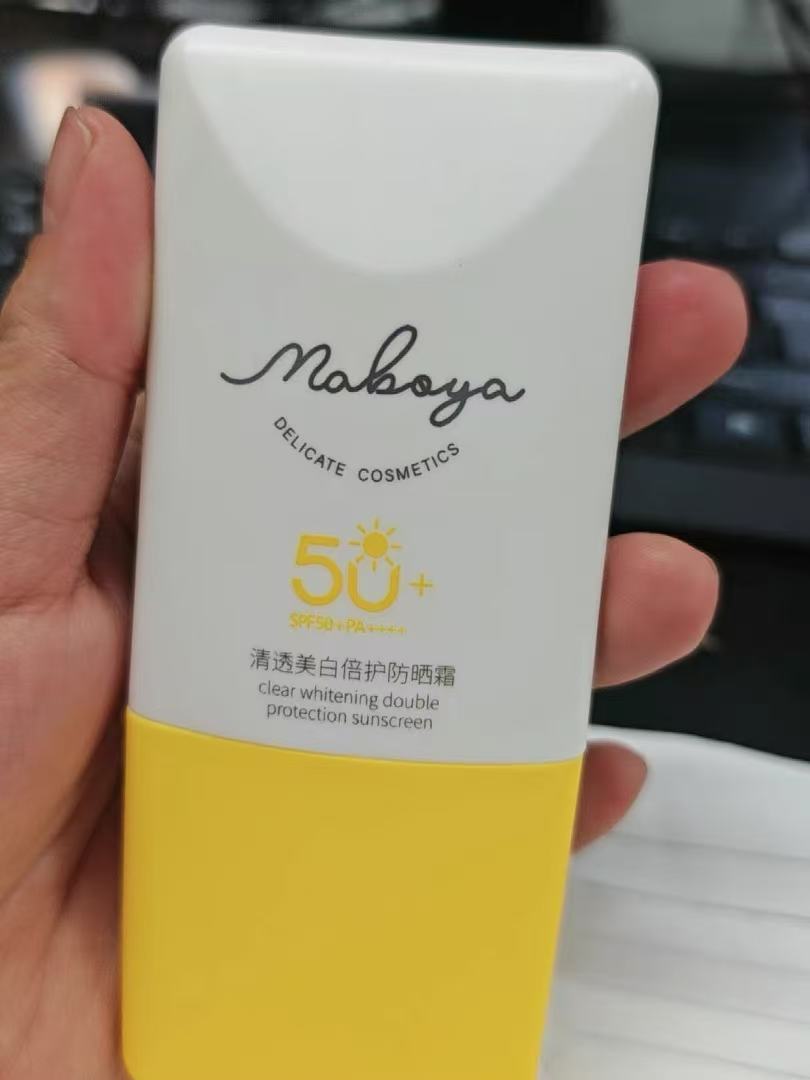 Maboya
DELICATE COSMETICS
50+
SPF50+PA++++
清透美白倍护防晒霜
clear whitening double
protection sunscreen